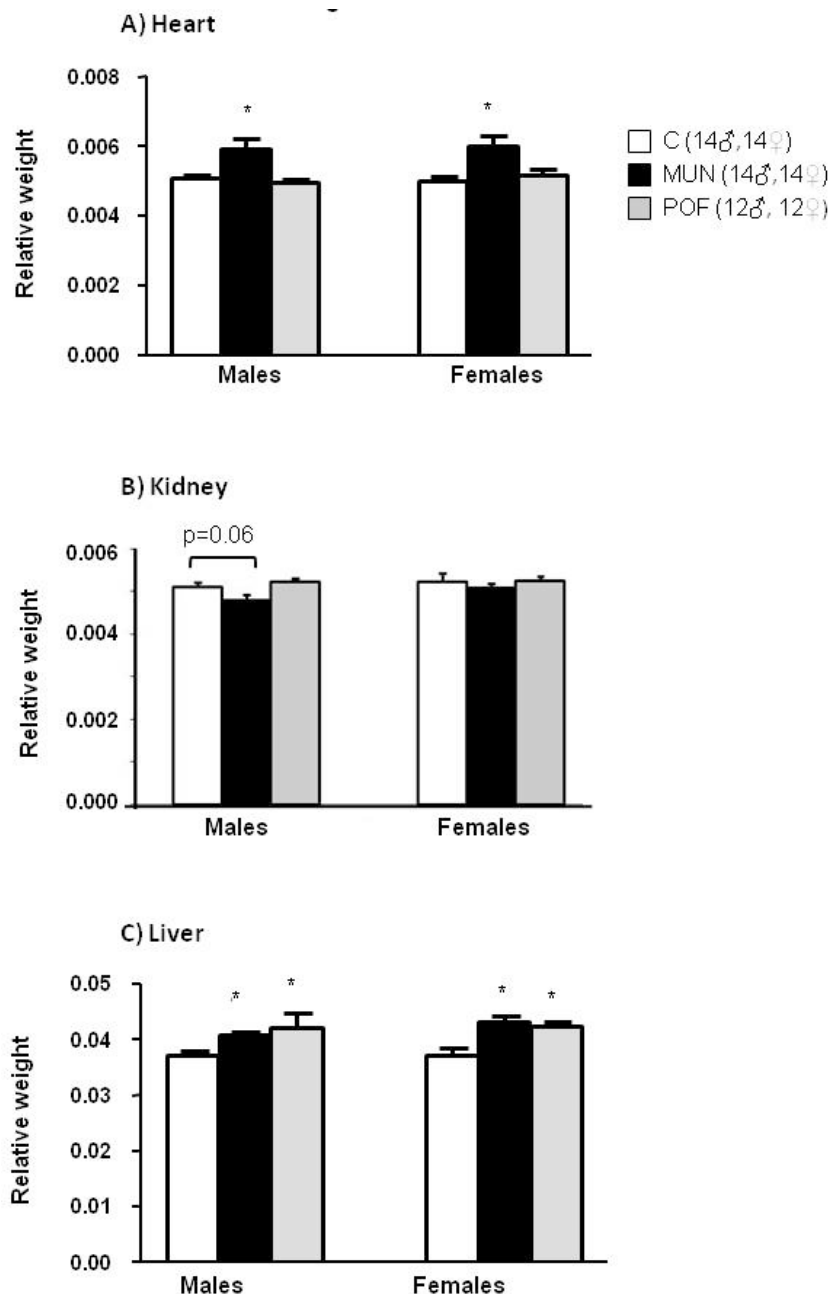 A) Heart
Relative weight
0.008
0.006
0.004
0.002
0.000
*
*
Males
Females
C (14♂,14♀)
MUN (14♂,14♀)
POF (12♂, 12♀)
B) Kidney
Relative weight
p=0.06
0.006
0.004
0.002
0.000
Males
Females
C) Liver
Relative weight
0.05
0.04
0.03
0.02
0.01
0.00
*
*
*
*
Males
Females